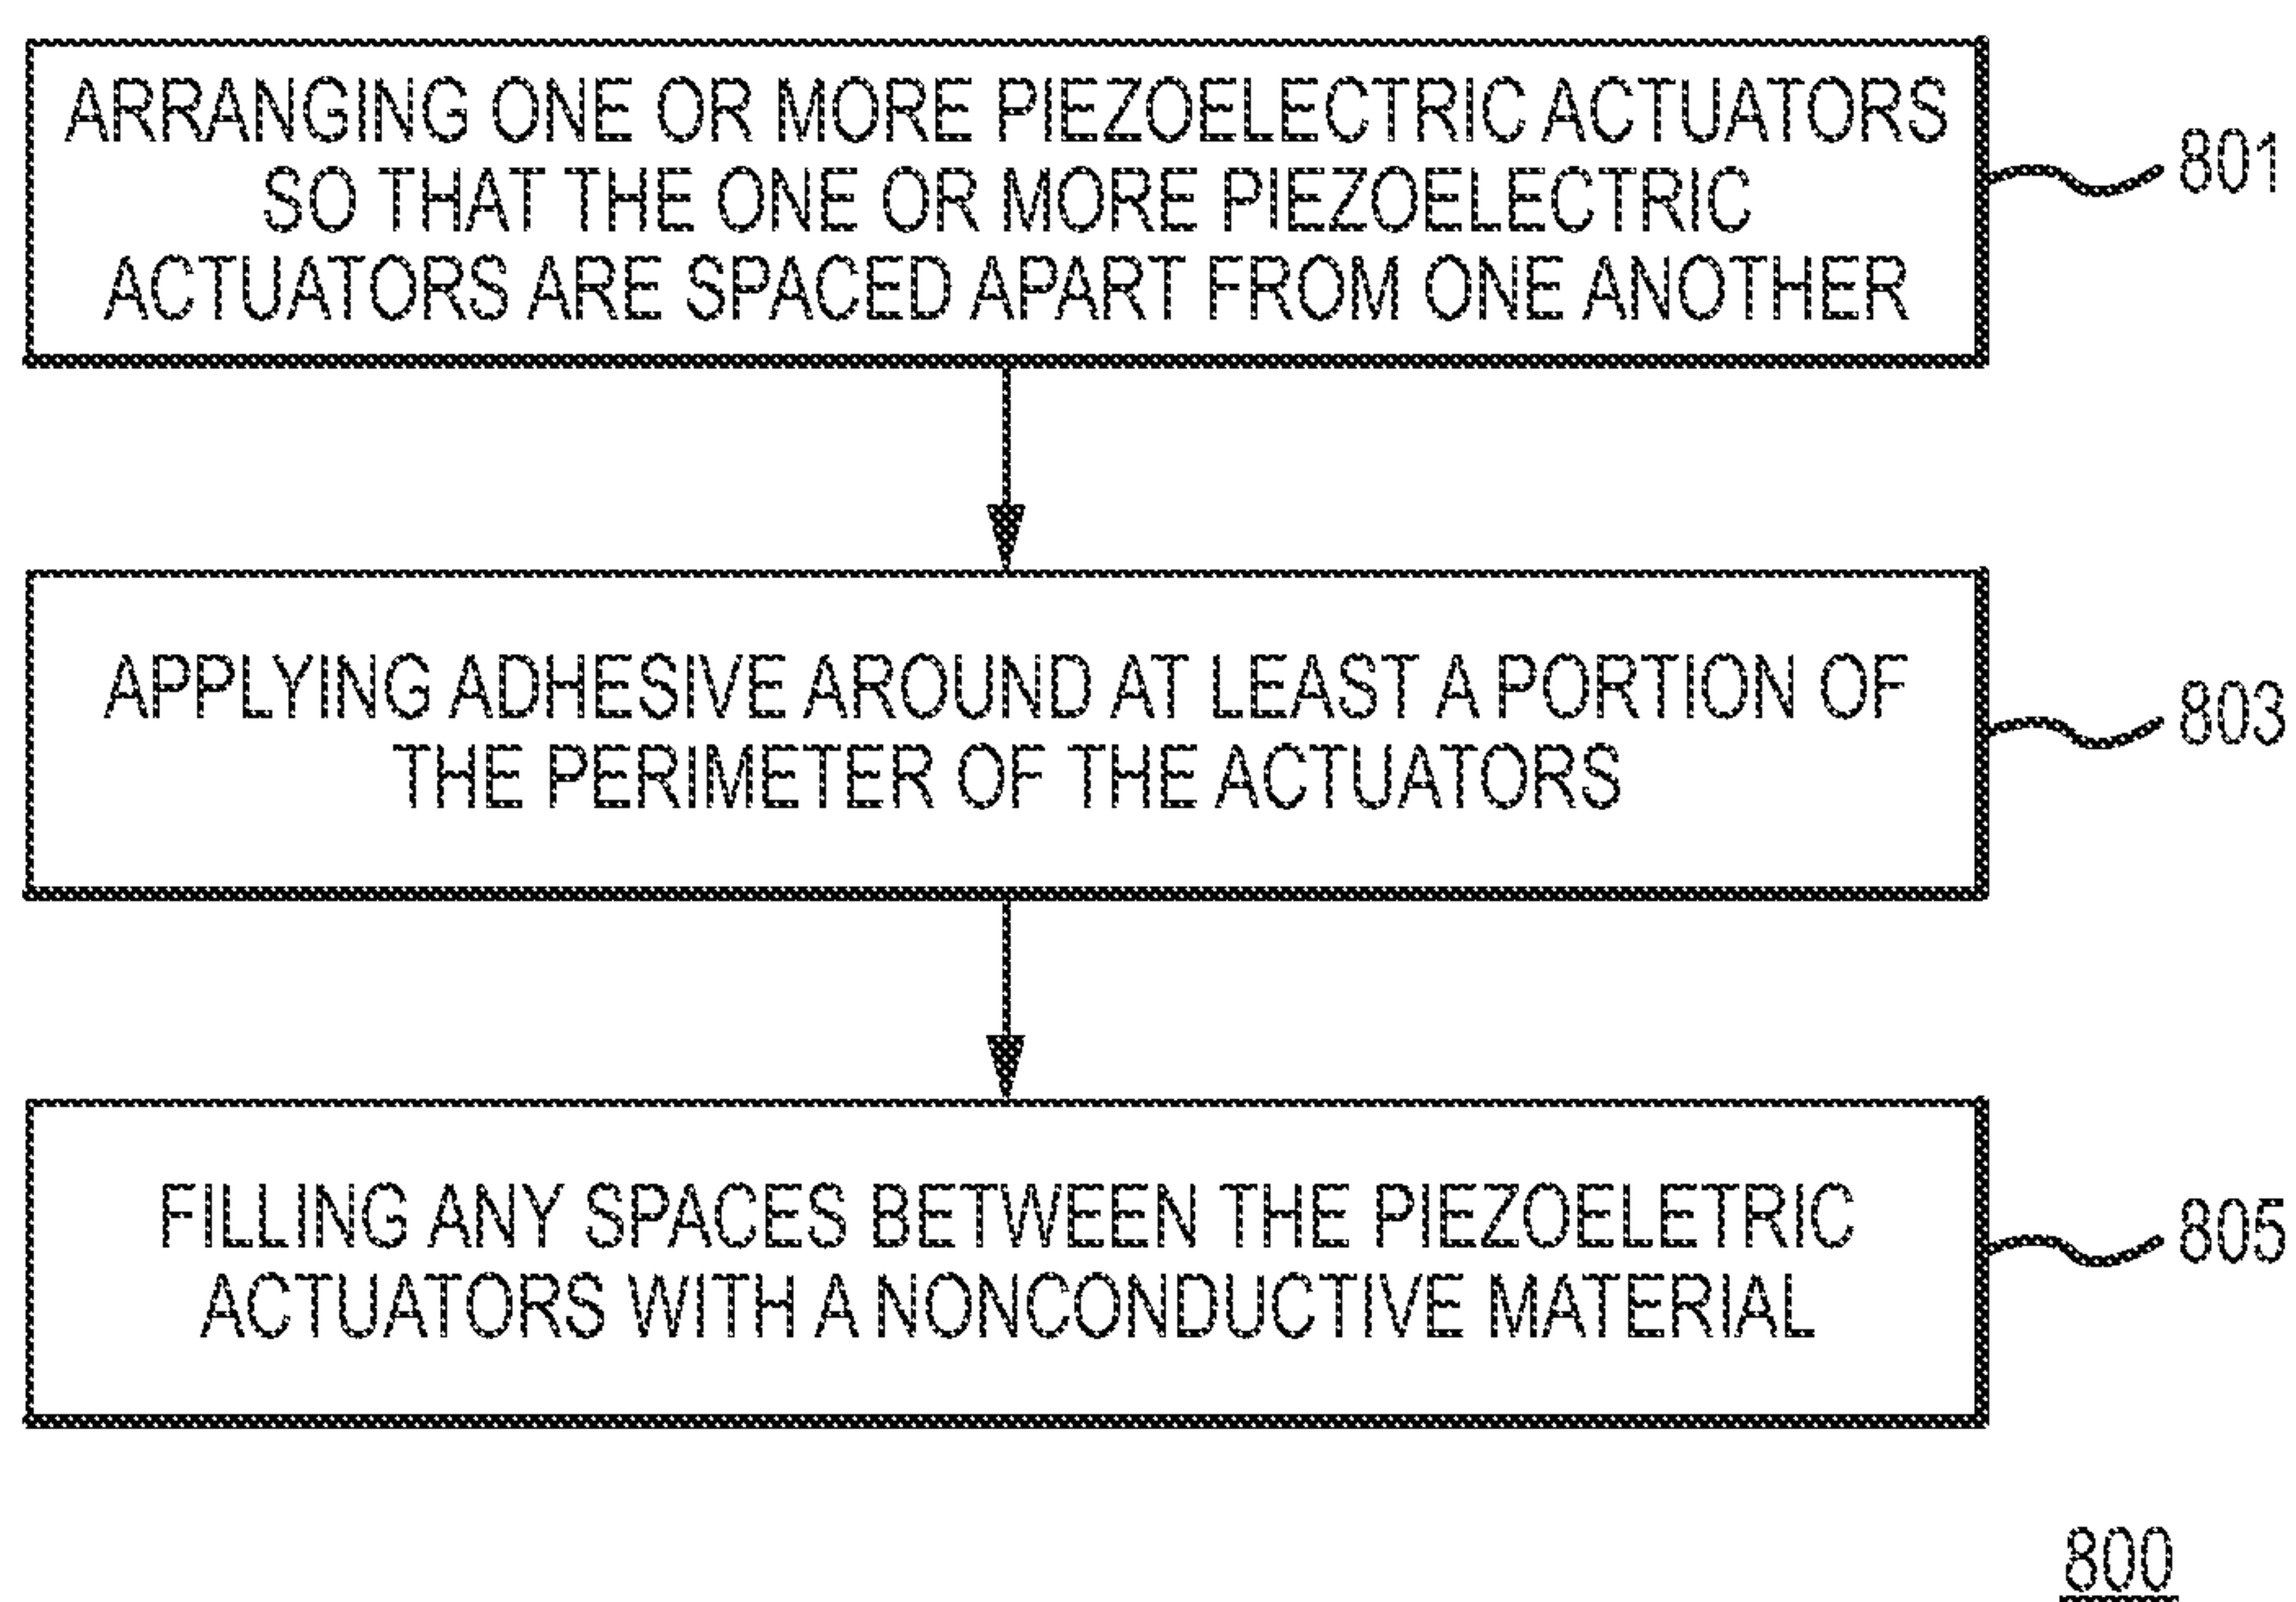 ARRANGING ONE OR MORE PIEZOELECTRIC ACTUATORS
SO THAT THE ONE OR MORE PIEZOELECTRIC
ACTUATORS ARE SPACED APART FROM ONE ANOTHER
801
APPLYING ADHESIVE AROUND AT LEAST A PORTION OF
THE PERIMETER OF THE ACTUATORS
803
FILLING ANY SPACES BETWEEN THE PIEZOELETRIC
ACTUATORS WITH A NONCONDUCTIVE MATERIAL
805
800